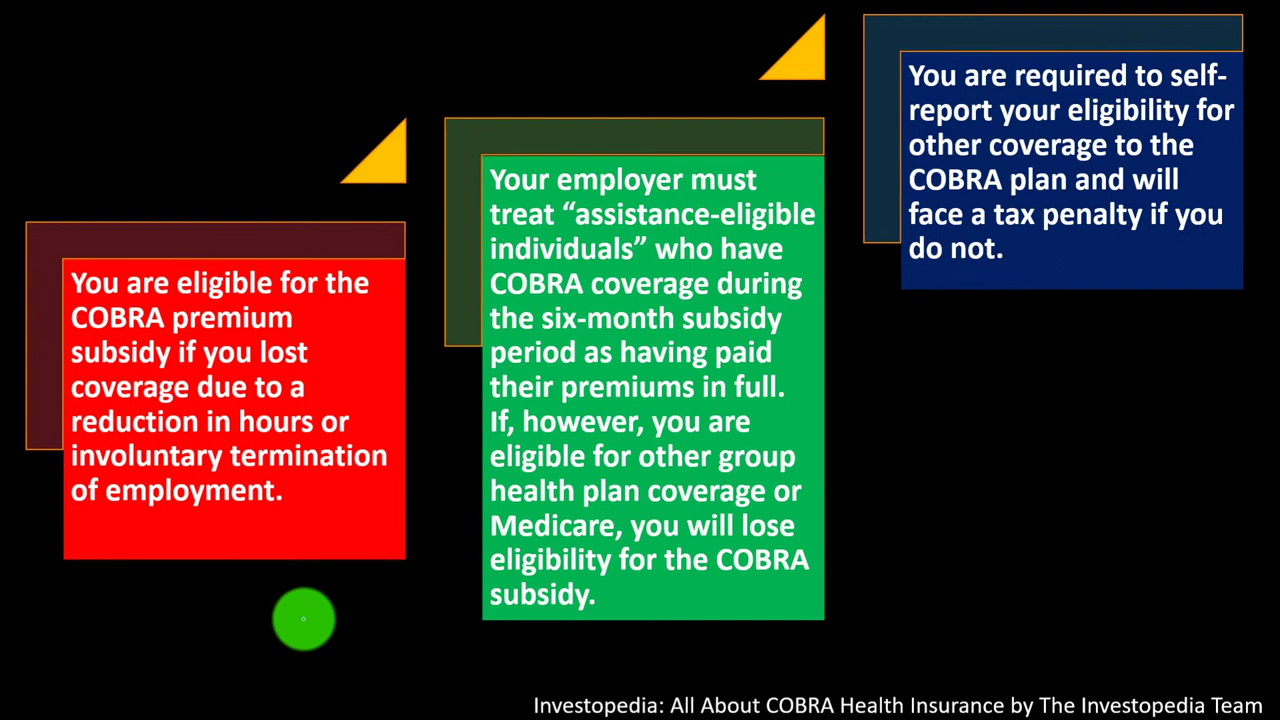 You are eligible for the
COBRA premium
subsidy if you lost
coverage due to a
reduction in hours or
involuntary termination
of employment.
Your employer must
treat “assistance-eligible
individuals” who have
COBRA coverage during
the six-month subsidy
period as having paid
their premiums in full.
If, however, you are
eligible for other group
health plan coverage or
Medicare, you will lose
eligibility for the COBRA
subsidy.
You are required to self-
report your eligibility for
other coverage to the
COBRA plan and will
face a tax penalty if you
do not.
Investopedia: All About COBRA Health Insurance by The Investopedia Team